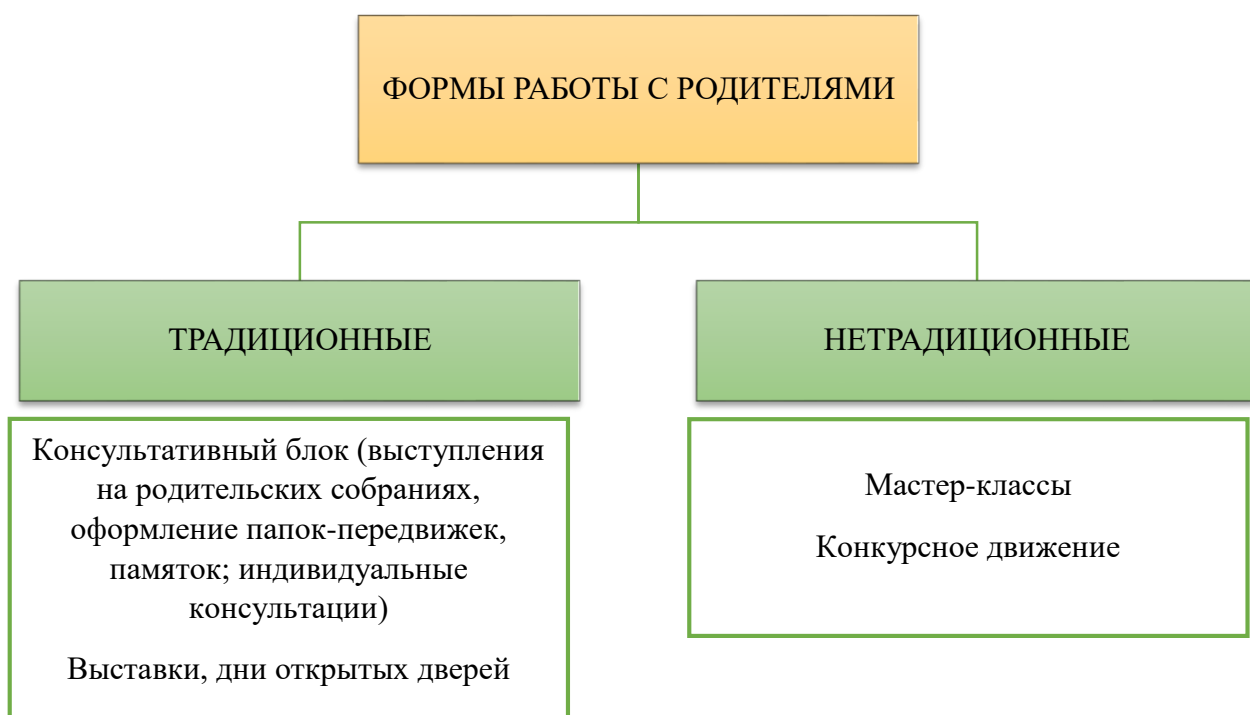 ФОРМЫ РАБОТЫ С РОДИТЕЛЯМИ
ТРАДИЦИОННЫЕ
Консультативный блок (выступления
на родительских собраниях,
оформление папок-передвижек,
памяток; индивидуальные
консультации)
Выставки, дни открытых дверей
НЕТРАДИЦИОННЫЕ
Мастер-классы
Конкурсное движение